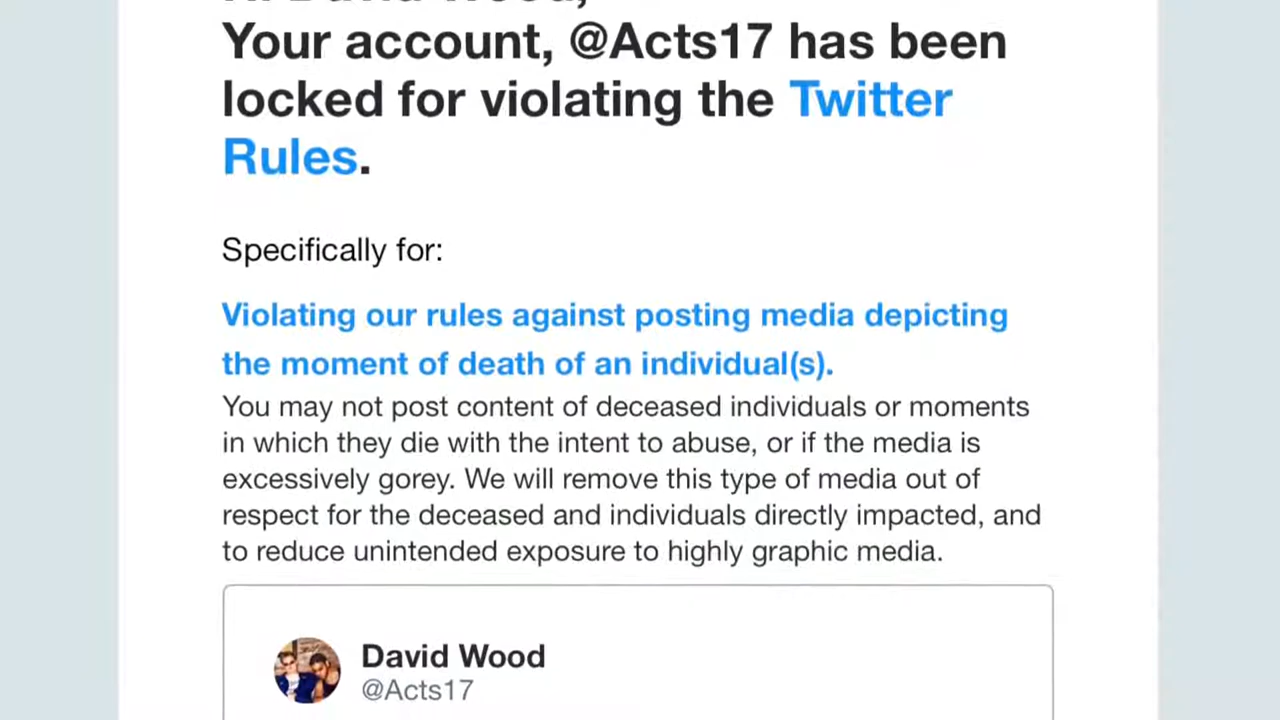 Hi David Wood,
Your account, @Acts17 has been
locked for violating the Twitter
Rules.
Specifically for:
Violating our rules against posting media depicting
the moment of death of an individual(s).
You may not post content of deceased individuals or moments
in which they die with the intent to abuse, or if the media is
excessively gorey. We will remove this type of media out of
respect for the deceased and individuals directly impacted, and
to reduce unintended exposure to highly graphic media.
David Wood
@Acts17